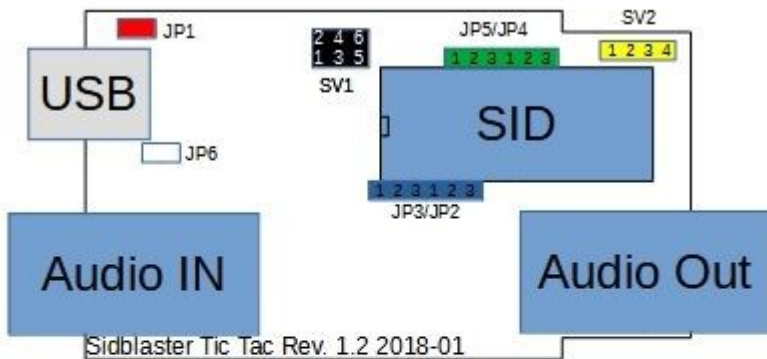 JP1
2 4 6
1 3 5
SV1
JP5/JP4
1 2 3 1 2 3
SV2
1 2 3 4
USB
SID
JP6
1 2 3 1 2 3
JP3/JP2
Audio IN
Audio Out
Sidblaster Tic Tac Rev. 1.2 2018-01